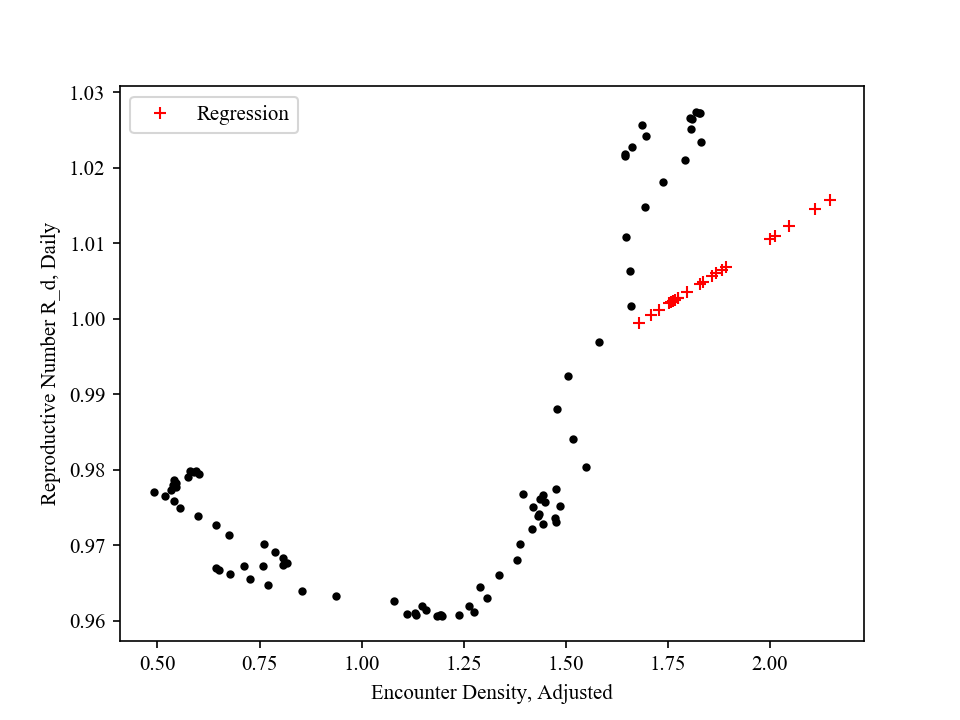 1.03
Regression
1.02
1.01
1.00
0.99
0.98
0.97
0.96
Reproductive Number R_d, Daily
0.50 0.75 1.00 1.25 1.50 1.75 2.00
Encounter Density, Adjusted